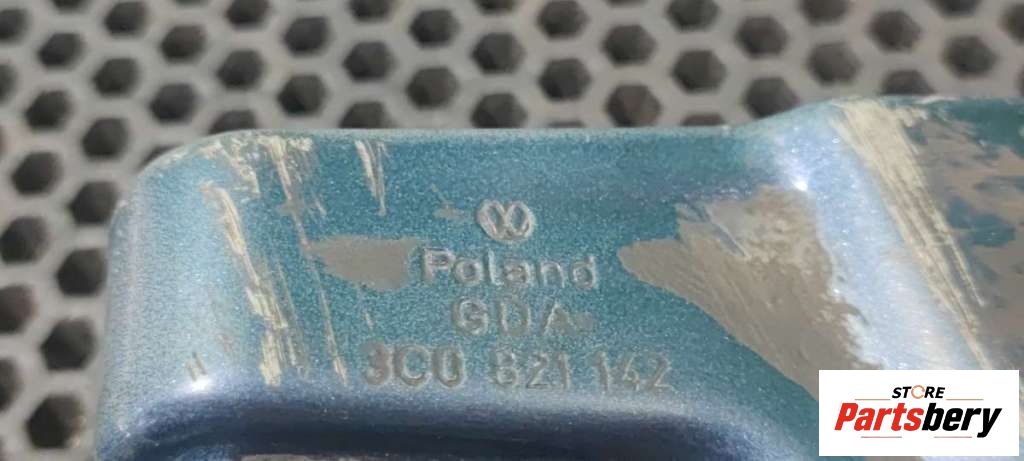 Poland
GDA
3C0 821 142
STORE
Partsbery